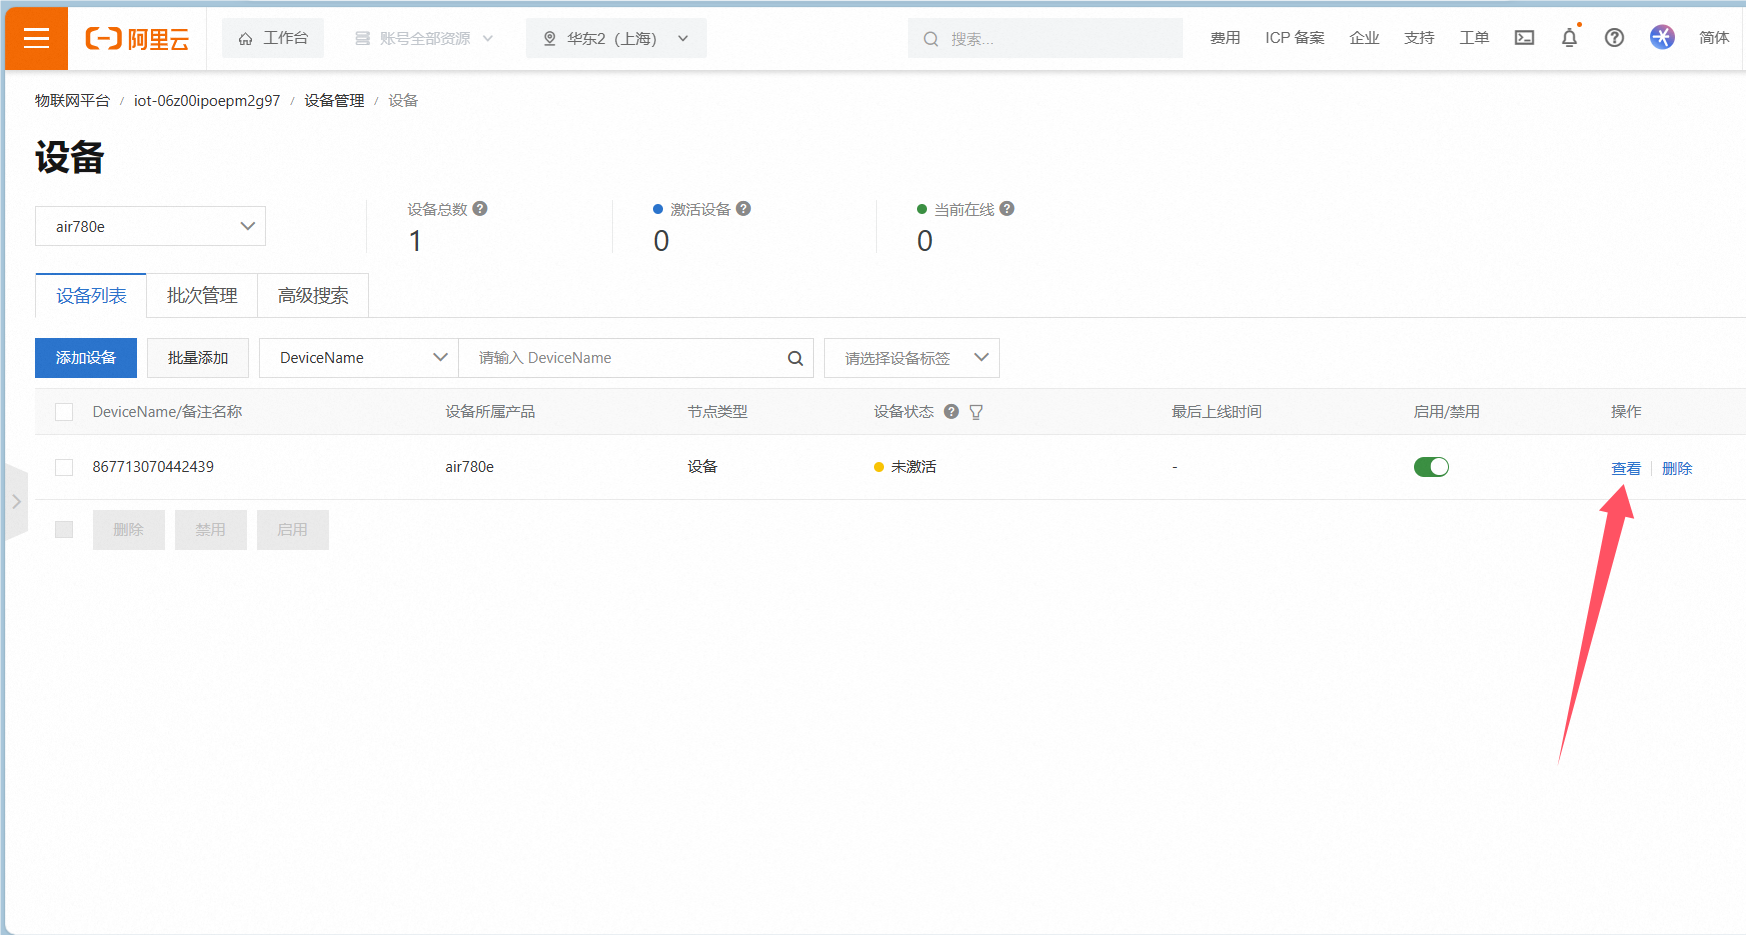 阿里云 工作台 账号全部资源 华东2（上海） 搜索... 费用 ICP 备案 企业 支持 工单 简体
物联网平台 / iot-06z00ipoepm2g97 / 设备管理 / 设备
设备
air780e
设备总数
1
激活设备
0
当前在线
0
设备列表 批次管理 高级搜索
添加设备 批量添加 DeviceName 请输入 DeviceName 请选择设备标签
DeviceName/备注名称 设备所属产品 节点类型 设备状态 最后上线时间 启用/禁用 操作
867713070442439 air780e 设备 未激活 - 查看 删除
删除 禁用 启用